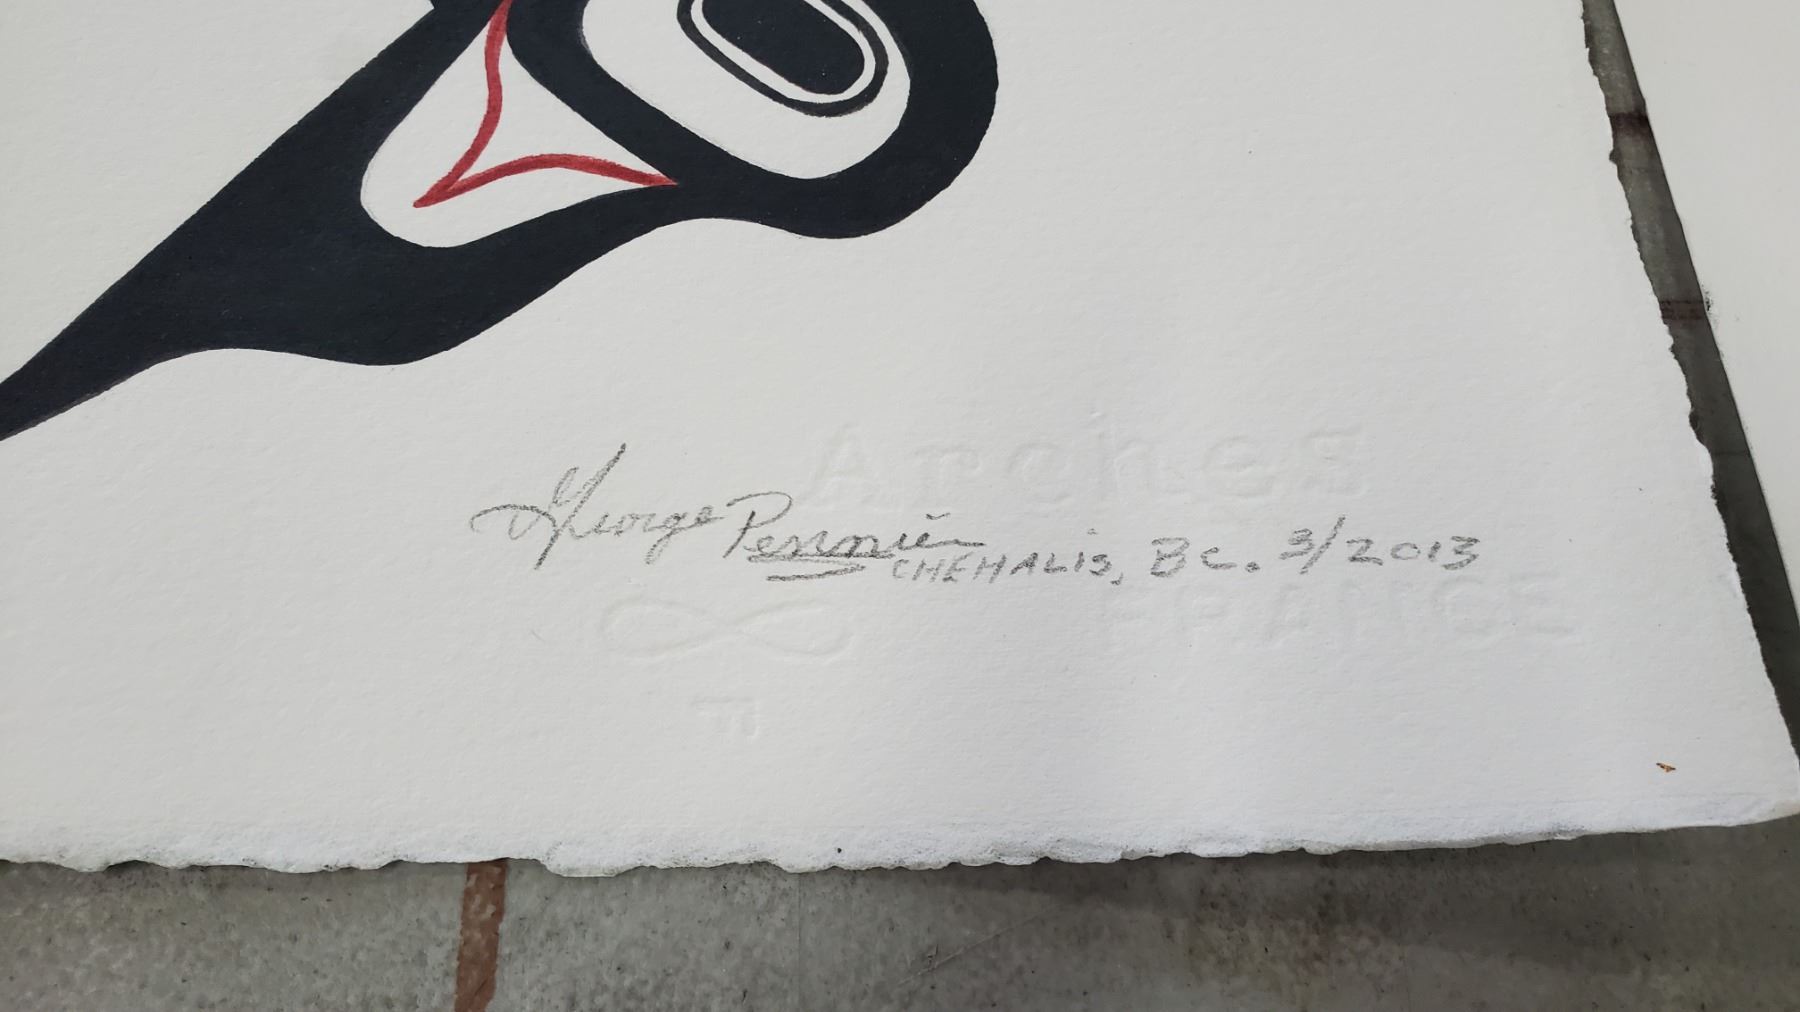 Arches
George Pennier
CHEHALIS, BC. 3/2013
FRANCE
∞
F